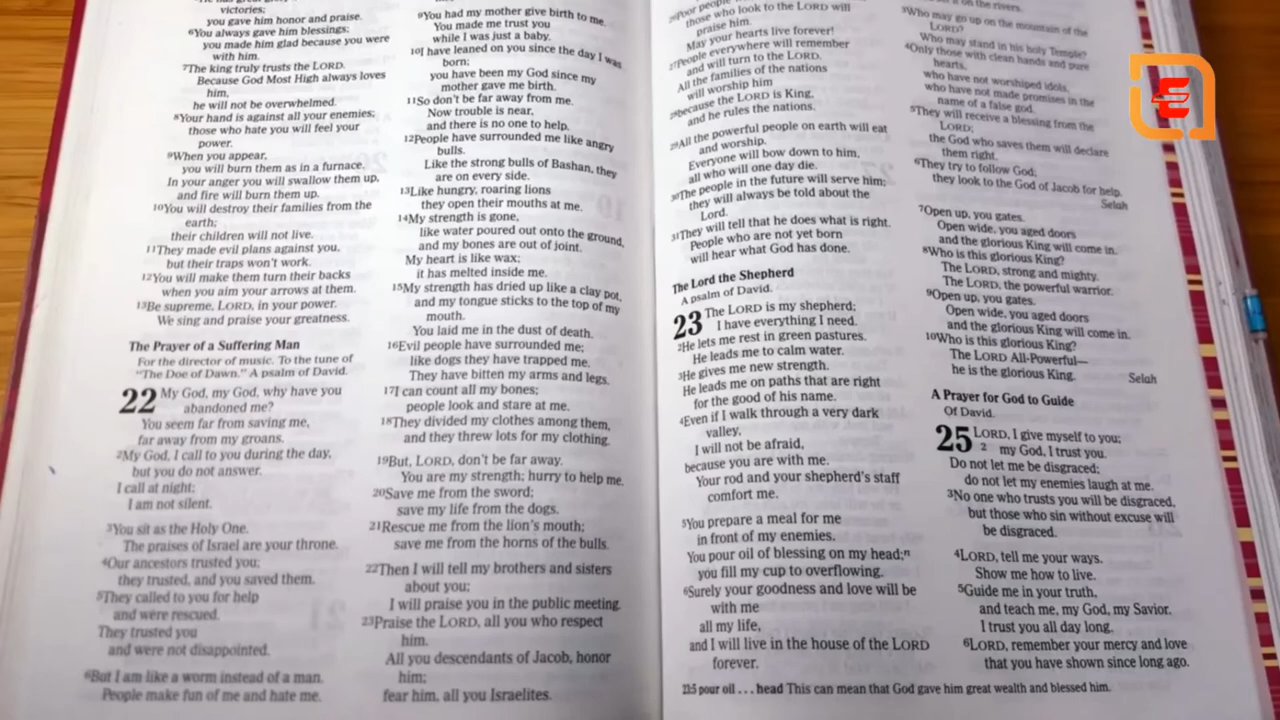 victories;
you gave him honor and praise.
6You always gave him blessings;
you made him glad because you were
with him.
7The king truly trusts the LORD.
Because God Most High always loves
him,
he will not be overwhelmed.
8Your hand is against all your enemies;
those who hate you will feel your
power.
9When you appear,
you will burn them as in a furnace.
In your anger you will swallow them up,
and fire will burn them up.
10You will destroy their families from the
earth;
their children will not live.
11They made evil plans against you,
but their traps won't work.
12You will make them turn their backs
when you aim your arrows at them.
13Be supreme, LORD, in your power.
We sing and praise your greatness.
The Prayer of a Suffering Man
For the director of music. To the tune of
"The Doe of Dawn." A psalm of David.
22 My God, my God, why have you
abandoned me?
You seem far from saving me,
far away from my groans.
2My God, I call to you during the day,
but you do not answer.
I call at night;
I am not silent.
3You sit as the Holy One.
The praises of Israel are your throne.
4Our ancestors trusted you;
they trusted, and you saved them.
5They called to you for help
and were rescued.
They trusted you
and were not disappointed.
6But I am like a worm instead of a man.
People make fun of me and hate me.
9You had my mother give birth to me.
You made me trust you
while I was just a baby.
10I have leaned on you since the day I was
born;
you have been my God since my
mother gave me birth.
11So don't be far away from me.
Now trouble is near,
and there is no one to help.
12People have surrounded me like angry
bulls.
Like the strong bulls of Bashan, they
are on every side.
13Like hungry, roaring lions
they open their mouths at me.
14My strength is gone,
like water poured out onto the ground,
and my bones are out of joint.
My heart is like wax;
it has melted inside me.
15My strength has dried up like a clay pot,
and my tongue sticks to the top of my
mouth.
You laid me in the dust of death.
16Evil people have surrounded me;
like dogs they have trapped me.
They have bitten my arms and legs.
17I can count all my bones;
people look and stare at me.
18They divided my clothes among them,
and they threw lots for my clothing.
19But, LORD, don't be far away.
You are my strength; hurry to help me.
20Save me from the sword;
save my life from the dogs.
21Rescue me from the lion's mouth;
save me from the horns of the bulls.
22Then I will tell my brothers and sisters
about you;
I will praise you in the public meeting.
23Praise the LORD, all you who respect
him.
All you descendants of Jacob, honor
him;
fear him, all you Israelites.
26Poor people
those who look to the LORD will
praise him.
May your hearts live forever!
27People everywhere will remember
and will turn to the LORD.
All the families of the nations
will worship him
28because the LORD is King,
and he rules the nations.
29All the powerful people on earth will eat
and worship.
Everyone will bow down to him,
all who will one day die.
30The people in the future will serve him;
they will always be told about the
Lord.
31They will tell that he does what is right.
People who are not yet born
will hear what God has done.
The Lord the Shepherd
A psalm of David.
23 The LORD is my shepherd;
I have everything I need.
2He lets me rest in green pastures.
He leads me to calm water.
3He gives me new strength.
He leads me on paths that are right
for the good of his name.
4Even if I walk through a very dark
valley,
I will not be afraid,
because you are with me.
Your rod and your shepherd's staff
comfort me.
5You prepare a meal for me
in front of my enemies.
You pour oil of blessing on my head;n
you fill my cup to overflowing.
6Surely your goodness and love will be
with me
all my life,
and I will live in the house of the LORD
forever.
on the rivers.
3Who may go up on the mountain of the
LORD?
Who may stand in his holy Temple?
4Only those with clean hands and pure
hearts,
who have not worshiped idols,
who have not made promises in the
name of a false god.
5They will receive a blessing from the
LORD;
the God who saves them will declare
them right.
6They try to follow God;
they look to the God of Jacob for help.
Selah
7Open up, you gates.
Open wide, you aged doors
and the glorious King will come in.
8Who is this glorious King?
The LORD, strong and mighty.
The LORD, the powerful warrior.
9Open up, you gates.
Open wide, you aged doors
and the glorious King will come in.
10Who is this glorious King?
The LORD All-Powerful—
he is the glorious King.
Selah
A Prayer for God to Guide
Of David.
25 LORD, I give myself to you;
2 my God, I trust you.
Do not let me be disgraced;
do not let my enemies laugh at me.
3No one who trusts you will be disgraced,
but those who sin without excuse will
be disgraced.
4LORD, tell me your ways.
Show me how to live.
5Guide me in your truth,
and teach me, my God, my Savior.
I trust you all day long.
6LORD, remember your mercy and love
that you have shown since long ago.
23:5 pour oil . . . head This can mean that God gave him great wealth and blessed him.